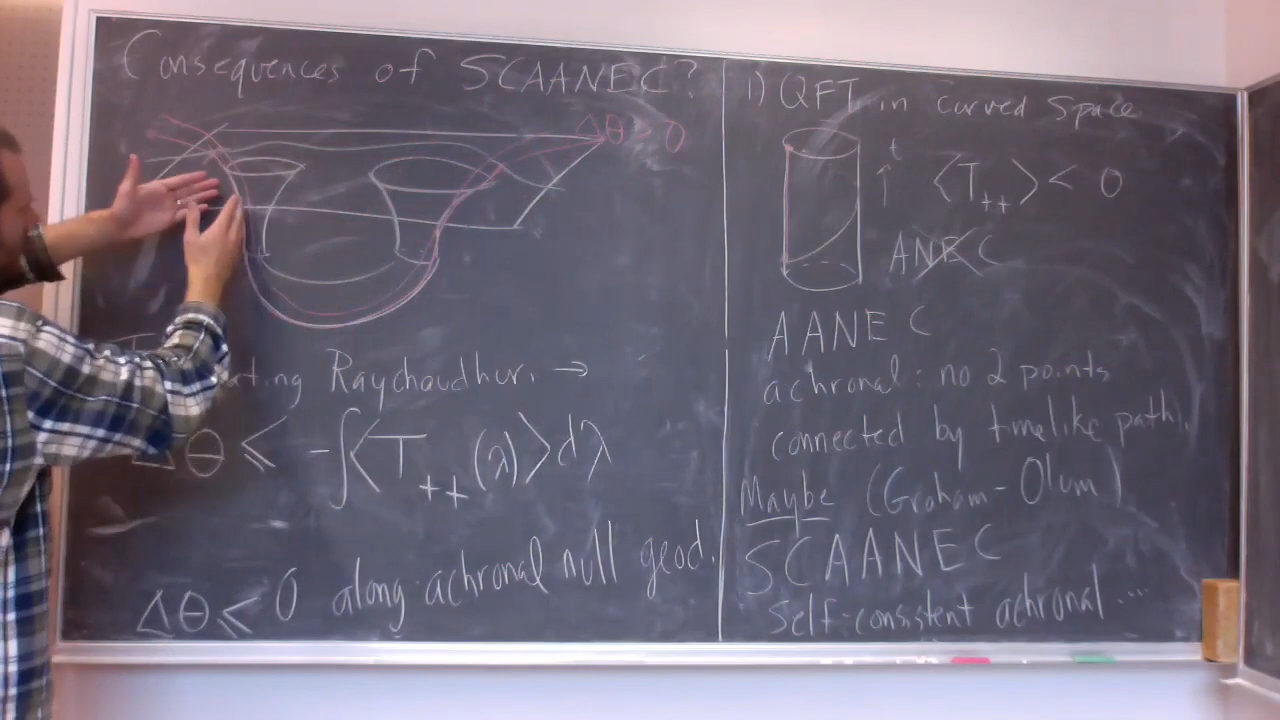 Consequences of SCAANEC?
Δθ > 0
Raychaudhuri →
Δθ ≤ -∫<T₊₊(λ)>dλ
Δθ ≤ 0 along achronal null geod.
1) QFT in curved space
t
↑
<T₊₊> < 0
ANEC
AANEC
achronal: no 2 points
connected by timelike path.
Maybe (Graham-Olum)
SCAANEC
self-consistent achronal...